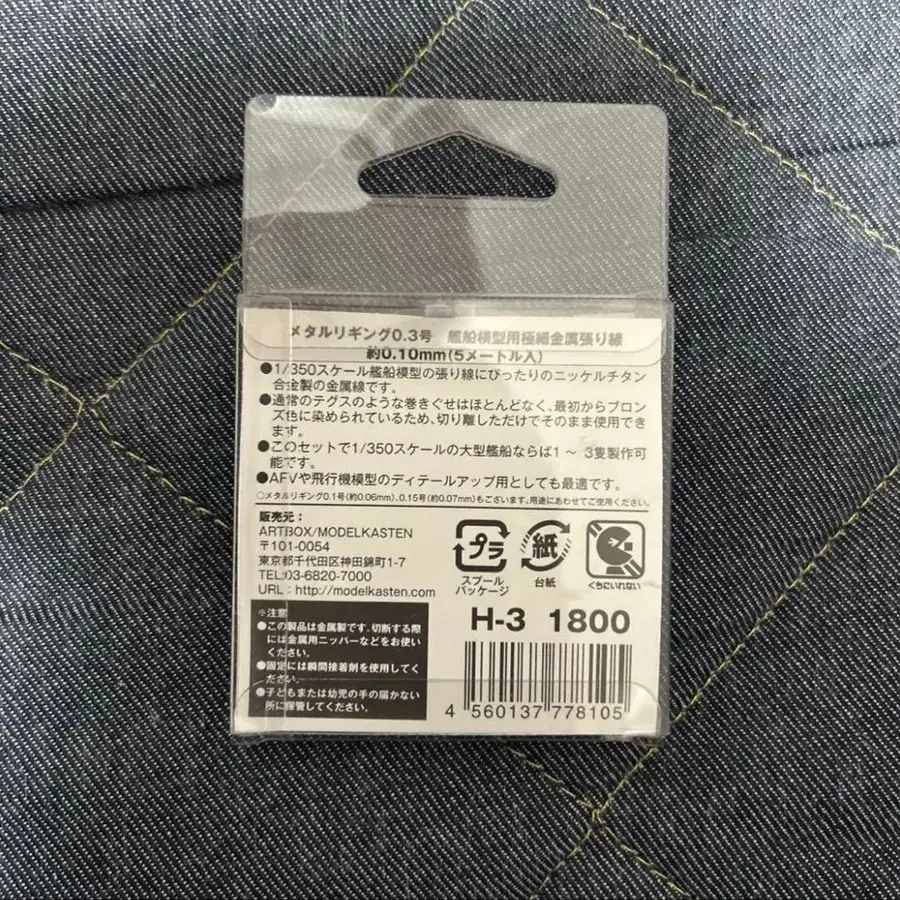 メタルリギング0.3号 艦船模型用極細金属張り線
約0.10mm(5メートル入)
●1/350スケール艦船模型の張り線にぴったりのニッケルチタン
合金製の金属線です。
●通常のテグスのような巻きぐせはほとんどなく、最初からブロン
ズ色に染められているため、切り離しただけでそのまま使用でき
ます。
●このセットで1/350スケールの大型艦船ならば1 ~ 3隻製作可
能です。
●AFVや飛行機模型のディテールアップ用としても最適です。
○メタルリギング0.1号(約0.06mm)、0.15号(約0.07mm)もございます。用途にあわせてご使用ください。
販売元:
ARTBOX/MODELKASTEN
〒101-0054
東京都千代田区神田錦町1-7
TEL:03-6820-7000
URL:http://modelkasten.com
プラ
スプール
パッケージ
紙
台紙
くちにいれない
※注意
●この製品は金属製です。切断する際
には金属用ニッパーなどをお使い
ください。
●固定には瞬間接着剤を使用してく
ださい。
●子どもまたは幼児の手の届かない
所に保管してください。
H-3 1800
4 560137 778105